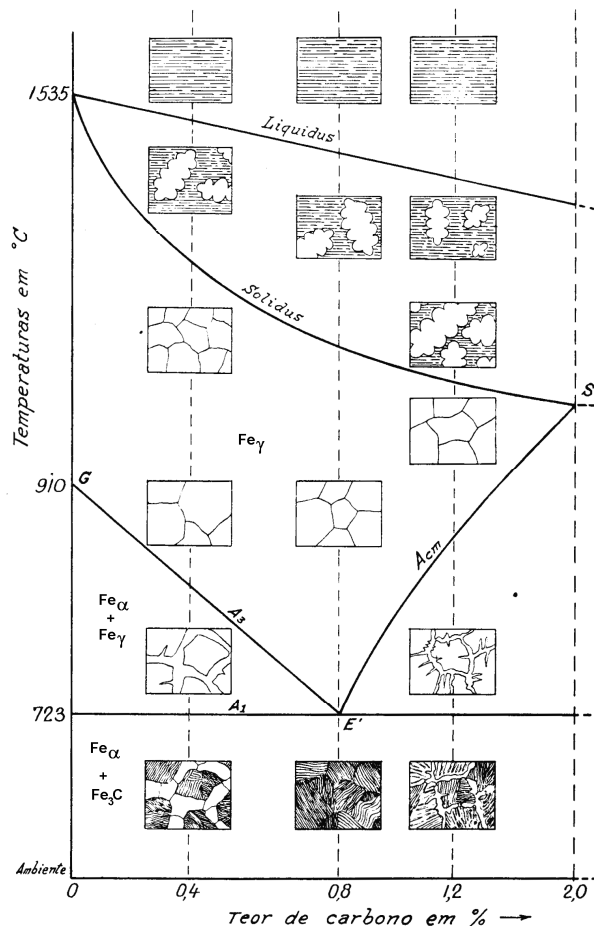 1535
Liquidus
Temperaturas em °C
Solidus
S
Feγ
910
G
Acm
A3
Feα
+
Feγ
723
A1
E'
Feα
+
Fe3C
Ambiente
0
0,4
0,8
1,2
2,0
Teor de carbono em % →